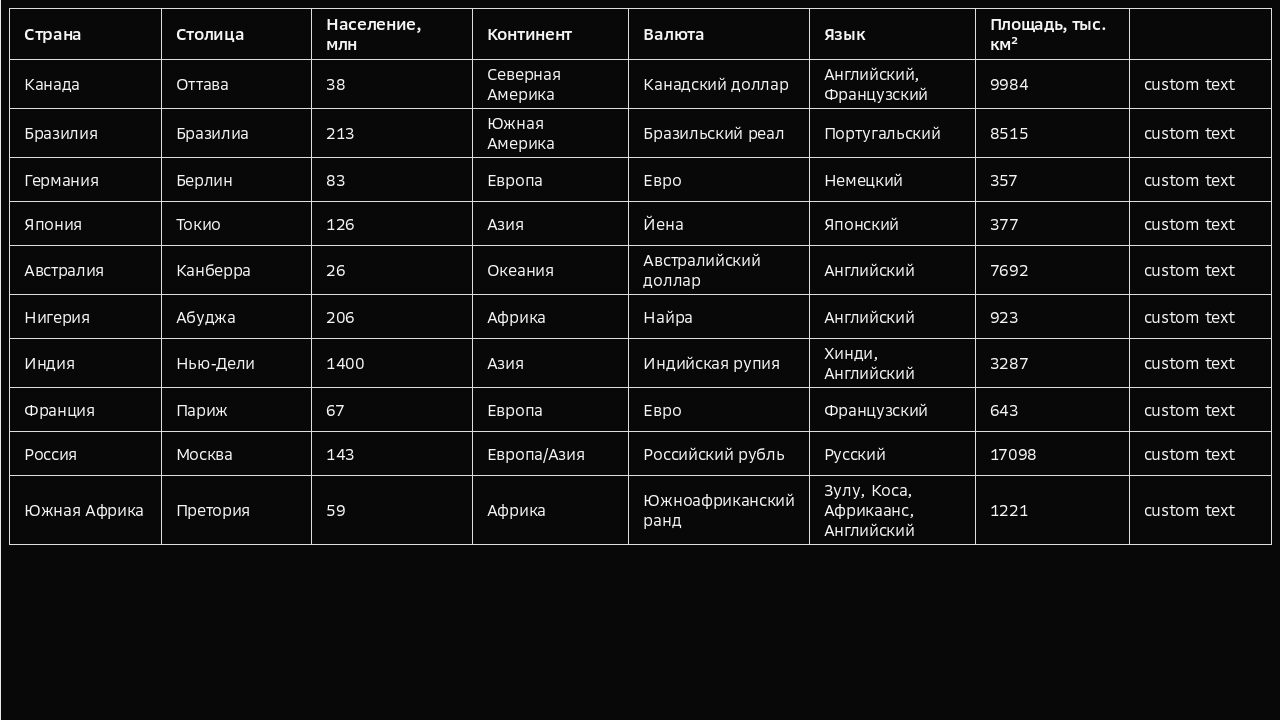 Страна Столица Население, млн Континент Валюта Язык Площадь, тыс. км²
Канада Оттава 38 Северная Америка Канадский доллар Английский, Французский 9984 custom text
Бразилия Бразилиа 213 Южная Америка Бразильский реал Португальский 8515 custom text
Германия Берлин 83 Европа Евро Немецкий 357 custom text
Япония Токио 126 Азия Йена Японский 377 custom text
Австралия Канберра 26 Океания Австралийский доллар Английский 7692 custom text
Нигерия Абуджа 206 Африка Найра Английский 923 custom text
Индия Нью-Дели 1400 Азия Индийская рупия Хинди, Английский 3287 custom text
Франция Париж 67 Европа Евро Французский 643 custom text
Россия Москва 143 Европа/Азия Российский рубль Русский 17098 custom text
Южная Африка Претория 59 Африка Южноафриканский ранд Зулу, Коса, Африкаанс, Английский 1221 custom text